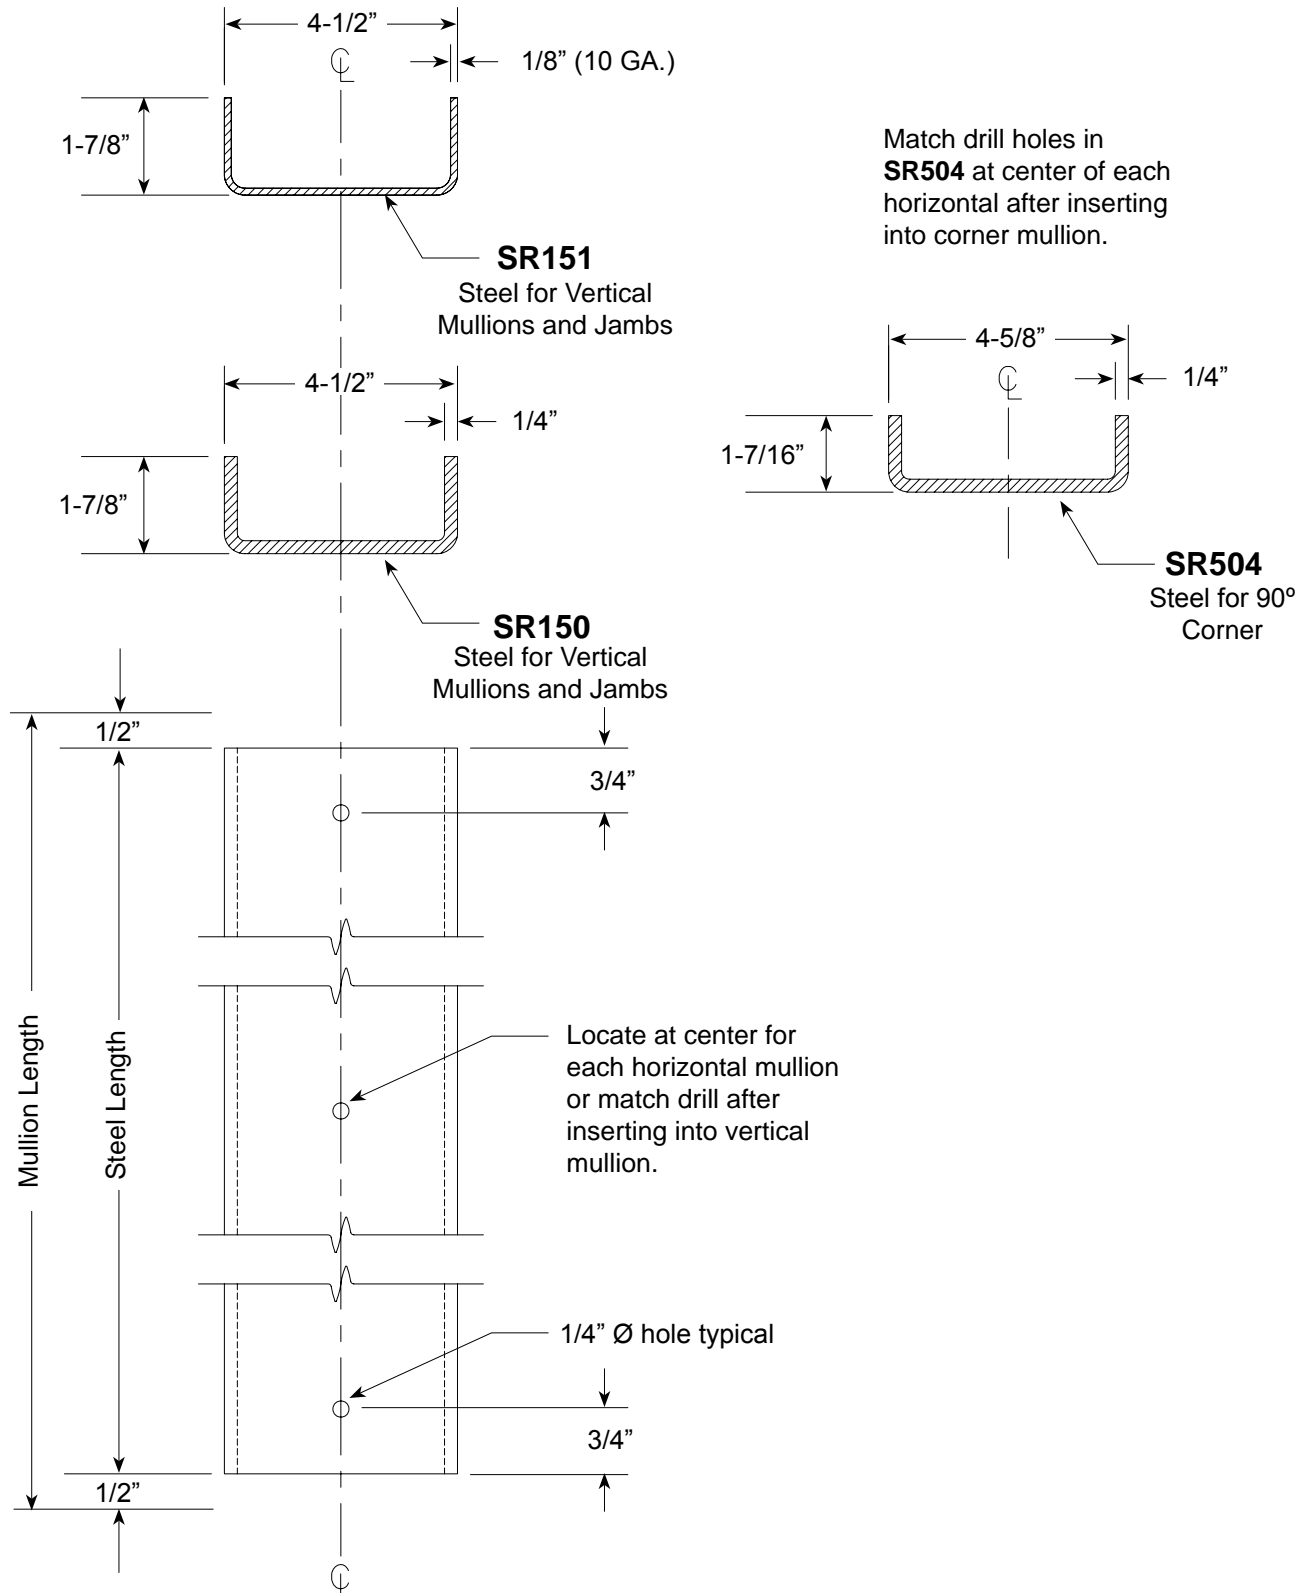 4-1/2”
1/8” (10 GA.)
1-7/8”
SR151
Steel for Vertical
Mullions and Jambs
Match drill holes in
SR504 at center of each
horizontal after inserting
into corner mullion.
4-1/2”
1/4”
1-7/8”
SR150
Steel for Vertical
Mullions and Jambs
4-5/8”
1/4”
1-7/16”
SR504
Steel for 90º
Corner
1/2”
3/4”
Mullion Length
Steel Length
Locate at center for
each horizontal mullion
or match drill after
inserting into vertical
mullion.
1/4” Ø hole typical
3/4”
1/2”